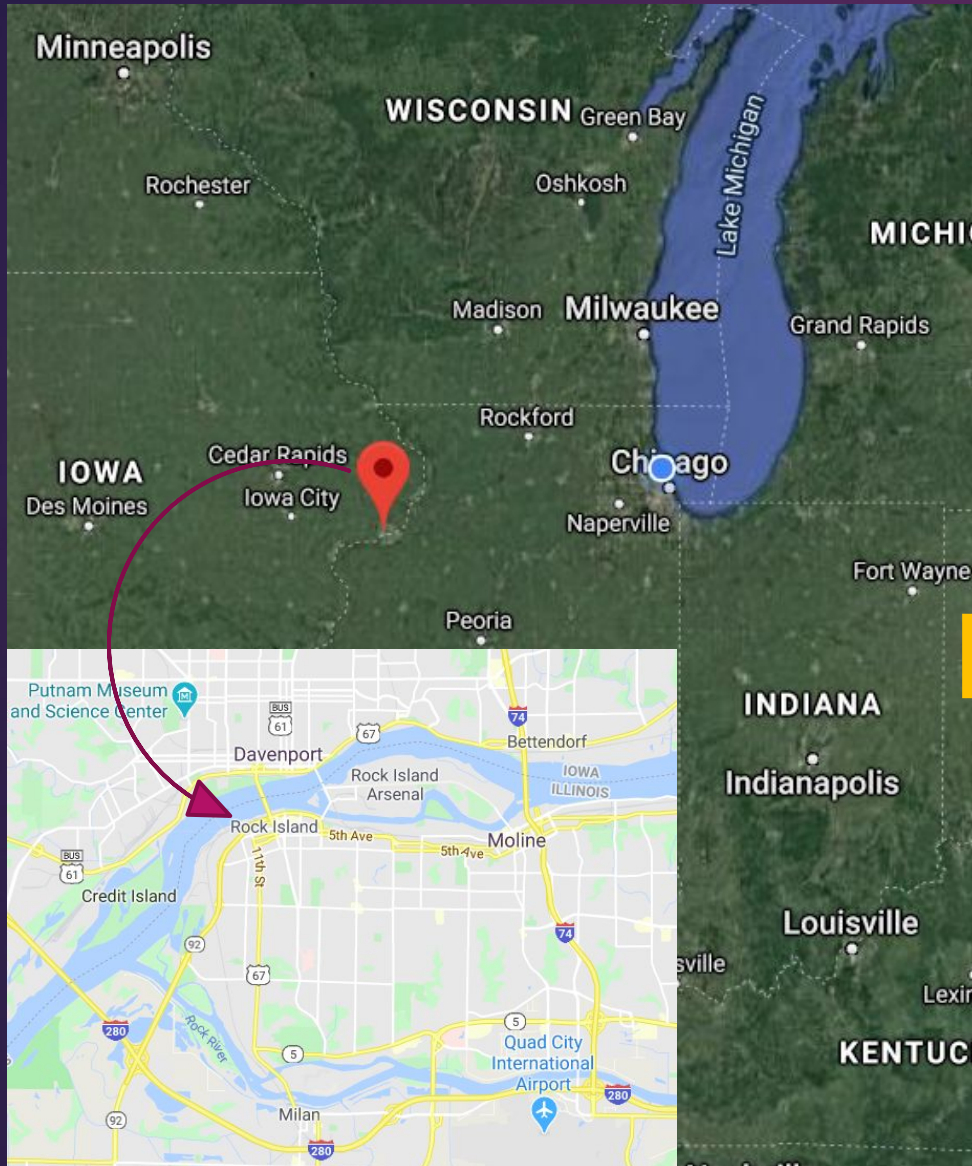 Minneapolis
WISCONSIN
Green Bay
Rochester
Oshkosh
Lake Michigan
MICHI
Madison
Milwaukee
Grand Rapids
Rockford
Cedar Rapids
Chicago
IOWA
Iowa City
Des Moines
Naperville
Fort Wayne
Peoria
INDIANA
Indianapolis
Louisville
sville
Lexin
KENTUC
Putnam Museum
and Science Center
BUS
61
67
74
Davenport
Bettendorf
Rock Island
Arsenal
IOWA
ILLINOIS
Rock Island
5th Ave
5th Ave
Moline
11th St
BUS
61
Credit Island
92
74
67
280
Rock River
5
5
Quad City
International
Airport
280
92
Milan
280